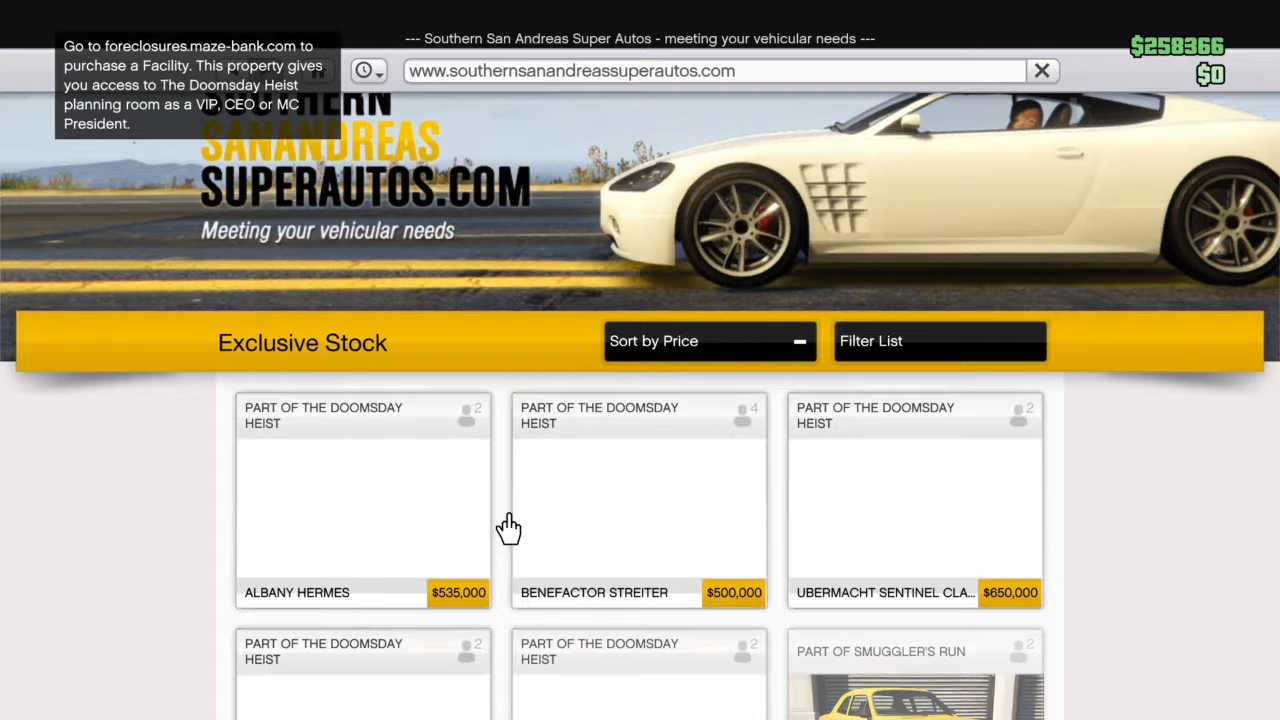 --- Southern San Andreas Super Autos - meeting your vehicular needs ---
Go to foreclosures.maze-bank.com to
purchase a Facility. This property gives
you access to The Doomsday Heist
planning room as a VIP, CEO or MC
President.
www.southernsanandreassuperautos.com
$258366
$0
SOUTHERN
SANANDREAS
SUPERAUTOS.COM
Meeting your vehicular needs
Exclusive Stock
Sort by Price
Filter List
PART OF THE DOOMSDAY
HEIST
2
ALBANY HERMES
$535,000
PART OF THE DOOMSDAY
HEIST
4
BENEFACTOR STREITER
$500,000
PART OF THE DOOMSDAY
HEIST
2
UBERMACHT SENTINEL CLA...
$650,000
PART OF THE DOOMSDAY
HEIST
2
PART OF THE DOOMSDAY
HEIST
2
PART OF SMUGGLER'S RUN
2